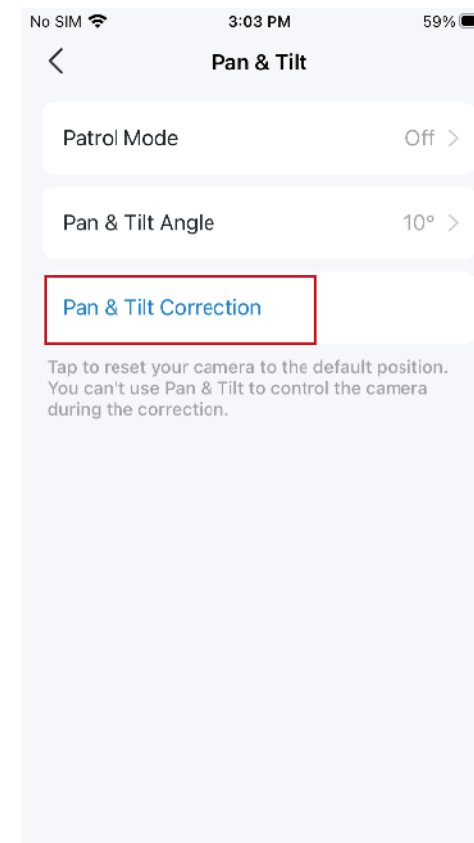 No SIM 3:03 PM 59%
Pan & Tilt
Patrol Mode Off
Pan & Tilt Angle 10°
Pan & Tilt Correction
Tap to reset your camera to the default position.
You can't use Pan & Tilt to control the camera
during the correction.